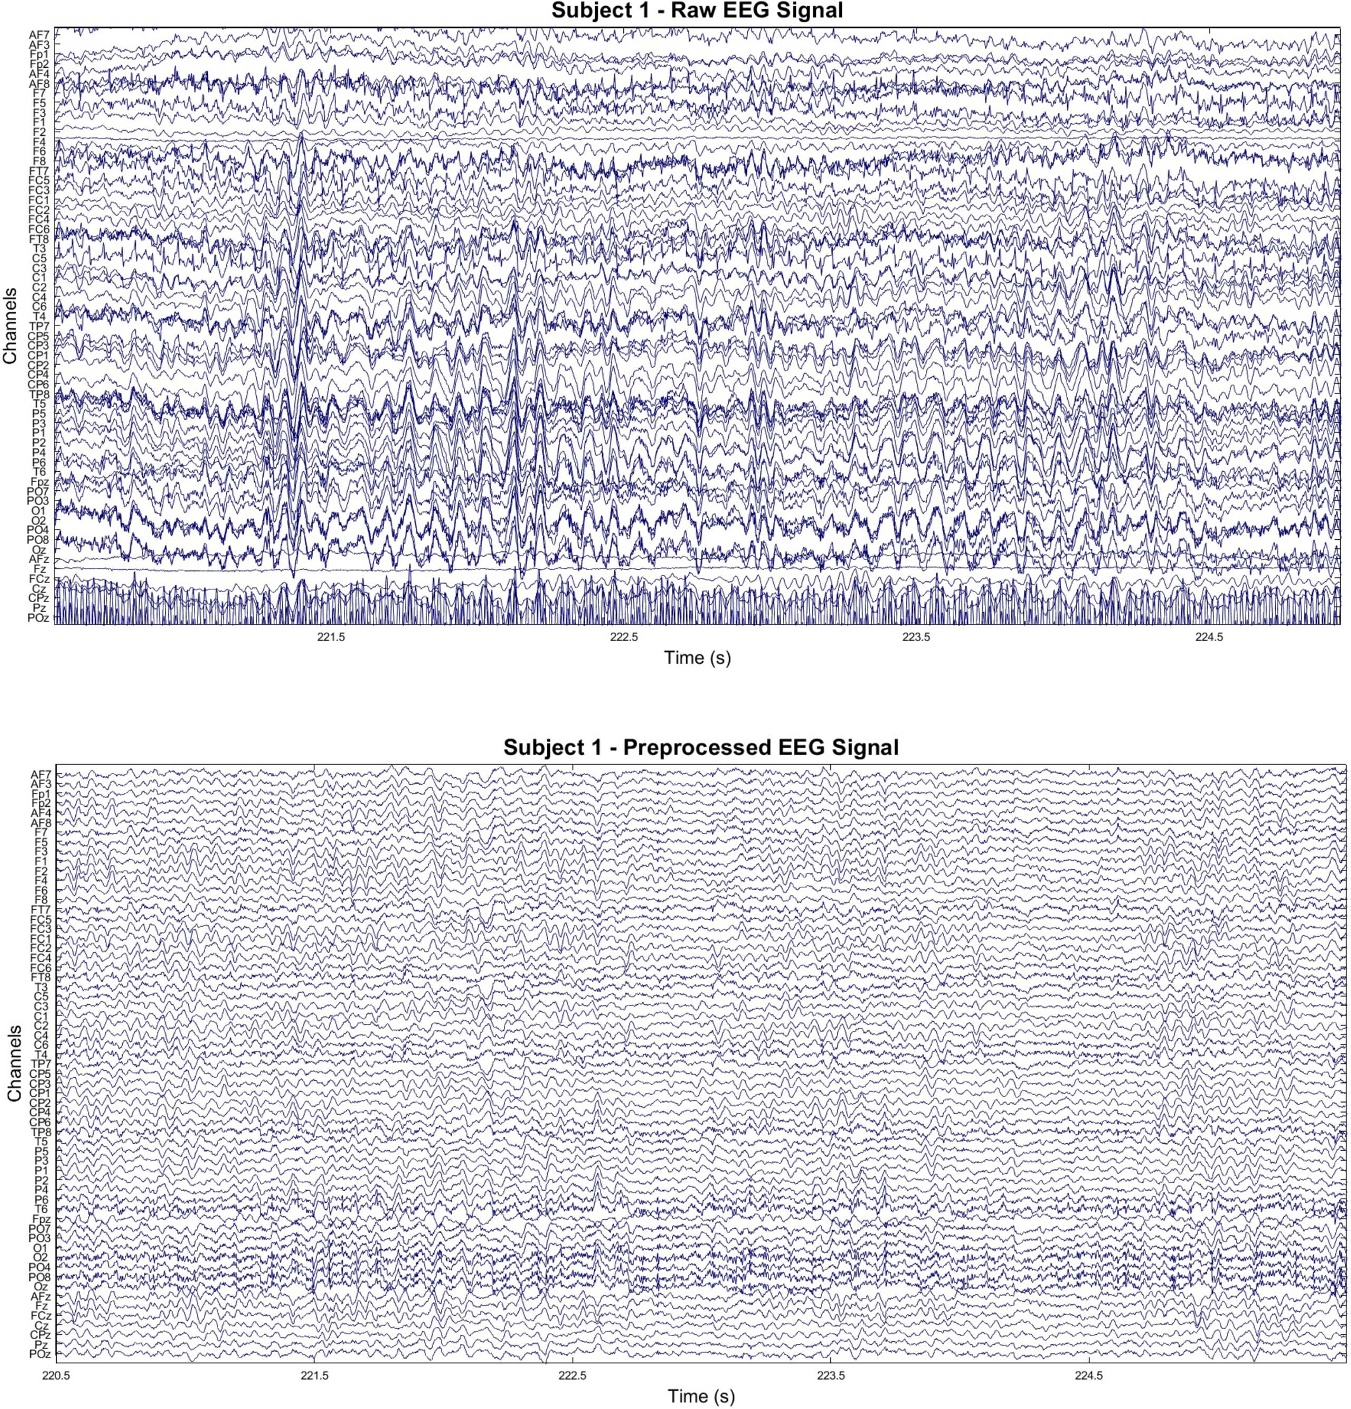 Subject 1 - Raw EEG Signal
AF7
AF3
Fp1
Fp2
AF4
AF8
F7
F5
F3
F1
F2
F4
F6
F8
FT7
FC5
FC3
FC1
FC2
FC4
FC6
FT8
T3
C5
C3
C1
C2
C4
C6
T4
TP7
CP5
CP3
CP1
CP2
CP4
CP6
TP8
T5
P5
P3
P1
P2
P4
P6
T6
Fpz
PO7
PO3
O1
O2
PO4
PO8
Oz
AFz
Fz
FCz
Cz
CPz
Pz
POz
Channels
221.5 222.5 223.5 224.5
Time (s)
Subject 1 - Preprocessed EEG Signal
AF7
AF3
Fp1
Fp2
AF4
AF8
F7
F5
F3
F1
F2
F4
F6
F8
FT7
FC5
FC3
FC1
FC2
FC4
FC6
FT8
T3
C5
C3
C1
C2
C4
C6
T4
TP7
CP5
CP3
CP1
CP2
CP4
CP6
TP8
T5
P5
P3
P1
P2
P4
P6
T6
Fpz
PO7
PO3
O1
O2
PO4
PO8
Oz
AFz
Fz
FCz
Cz
CPz
Pz
POz
Channels
220.5 221.5 222.5 223.5 224.5
Time (s)